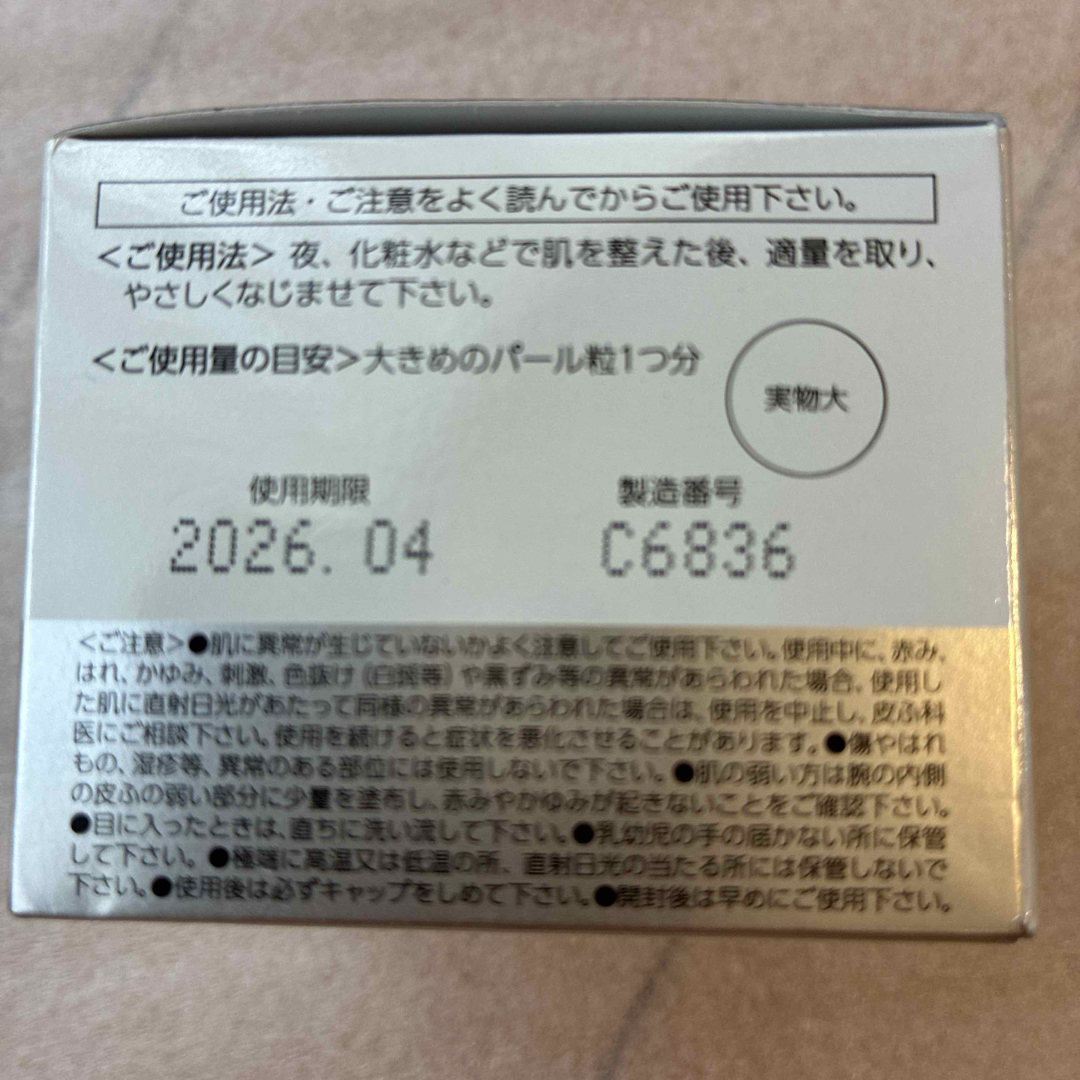 ご使用法・ご注意をよく読んでからご使用下さい。
＜ご使用法＞夜、化粧水などで肌を整えた後、適量を取り、
やさしくなじませて下さい。
＜ご使用量の目安＞大きめのパール粒1つ分
実物大
使用期限
製造番号
2026.04
C6836
＜ご注意＞●肌に異常が生じていないかよく注意してご使用下さい。使用中に、赤み、
はれ、かゆみ、刺激、色抜け（白斑等）や黒ずみ等の異常があらわれた場合、使用し
た肌に直射日光があたって同様の異常があらわれた場合は、使用を中止し、皮ふ科
医にご相談下さい。使用を続けると症状を悪化させることがあります。●傷やはれ
もの、湿疹等、異常のある部位には使用しないで下さい。●肌の弱い方は腕の内側
の皮ふの弱い部分に少量を塗布し、赤みやかゆみが起きないことをご確認下さい。
●目に入ったときは、直ちに洗い流して下さい。●乳幼児の手の届かない所に保管
して下さい。●極端に高温又は低温の所、直射日光の当たる所には保管しないで
下さい。●使用後は必ずキャップをしめて下さい。●開封後は早めにご使用下さい。